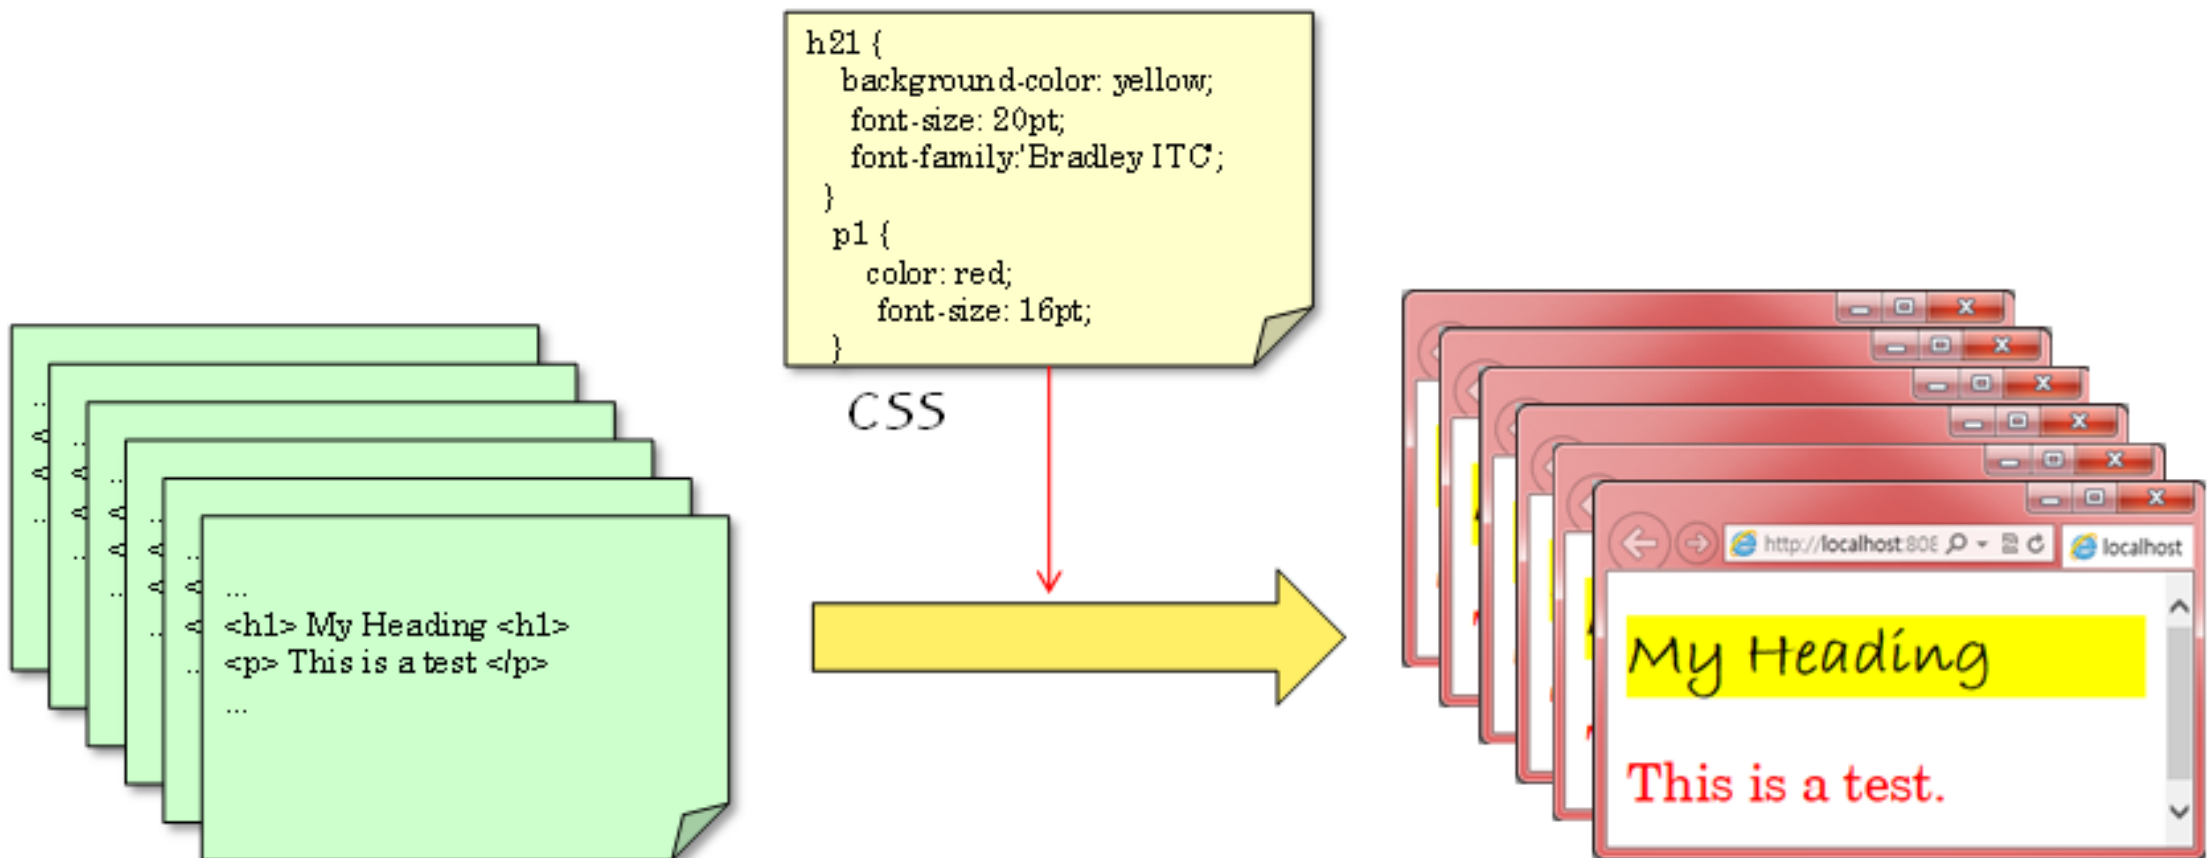 h21 {
background-color: yellow;
font-size: 20pt;
font-family:'Bradley ITC';
}
p1 {
color: red;
font-size: 16pt;
}
CSS
...
<h1> My Heading <h1>
<p> This is a test </p>
...
http://localhost:808
localhost
My Heading
This is a test.